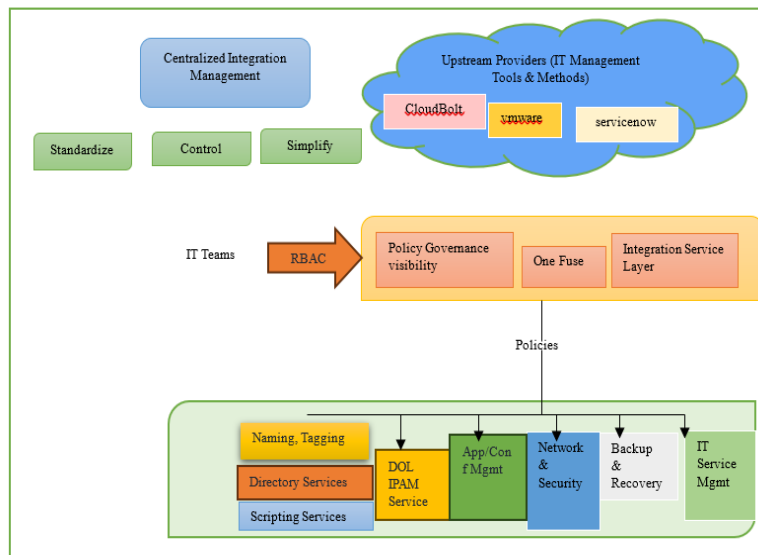 Centralized Integration
Management
Upstream Providers (IT Management
Tools & Methods)
CloudBolt
vmware
servicenow
Standardize
Control
Simplify
IT Teams
RBAC
Policy Governance
visibility
One Fuse
Integration Service
Layer
Policies
Naming, Tagging
Directory Services
Scripting Services
DOL
IPAM
Service
App/Con
f Mgmt
Network
&
Security
Backup
&
Recovery
IT
Service
Mgmt